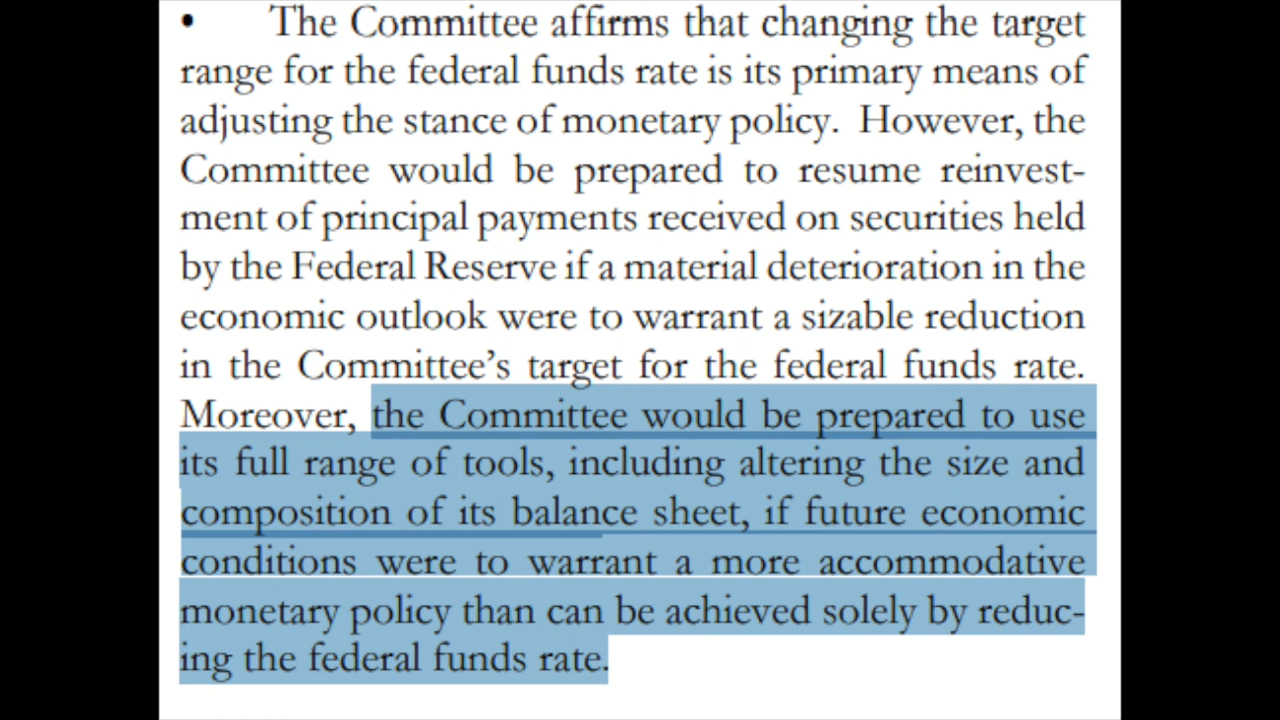 • The Committee affirms that changing the target
range for the federal funds rate is its primary means of
adjusting the stance of monetary policy. However, the
Committee would be prepared to resume reinvest-
ment of principal payments received on securities held
by the Federal Reserve if a material deterioration in the
economic outlook were to warrant a sizable reduction
in the Committee’s target for the federal funds rate.
Moreover, the Committee would be prepared to use
its full range of tools, including altering the size and
composition of its balance sheet, if future economic
conditions were to warrant a more accommodative
monetary policy than can be achieved solely by reduc-
ing the federal funds rate.